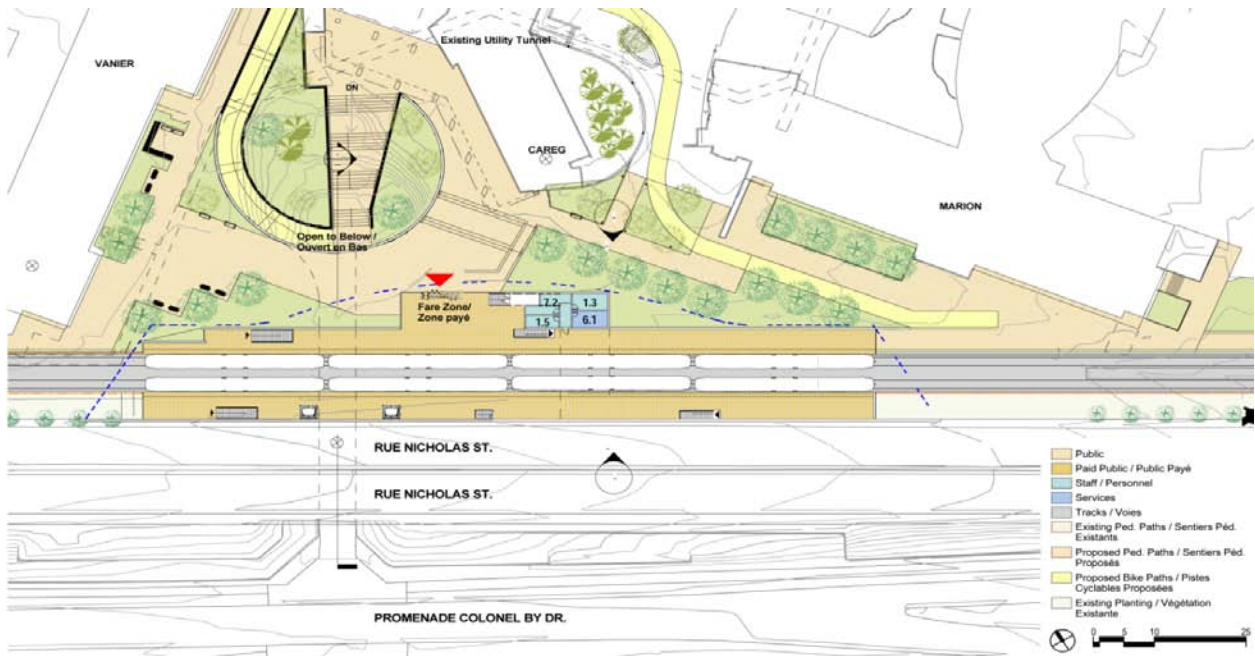 Existing Utility Tunnel
VANIER
DN
CAREG
MARION
Open to Below /
Ouvert en Bas
Fare Zone/
Zone payé
7.2
1.3
1.5
6.1
RUE NICHOLAS ST.
RUE NICHOLAS ST.
PROMENADE COLONEL BY DR.
Public
Paid Public / Public Payé
Staff / Personnel
Services
Tracks / Voies
Existing Ped. Paths / Sentiers Péd.
Existants
Proposed Ped. Paths / Sentiers Péd.
Proposés
Proposed Bike Paths / Pistes
Cyclables Proposées
Existing Planting / Végétation
Existante
0 5 10 25